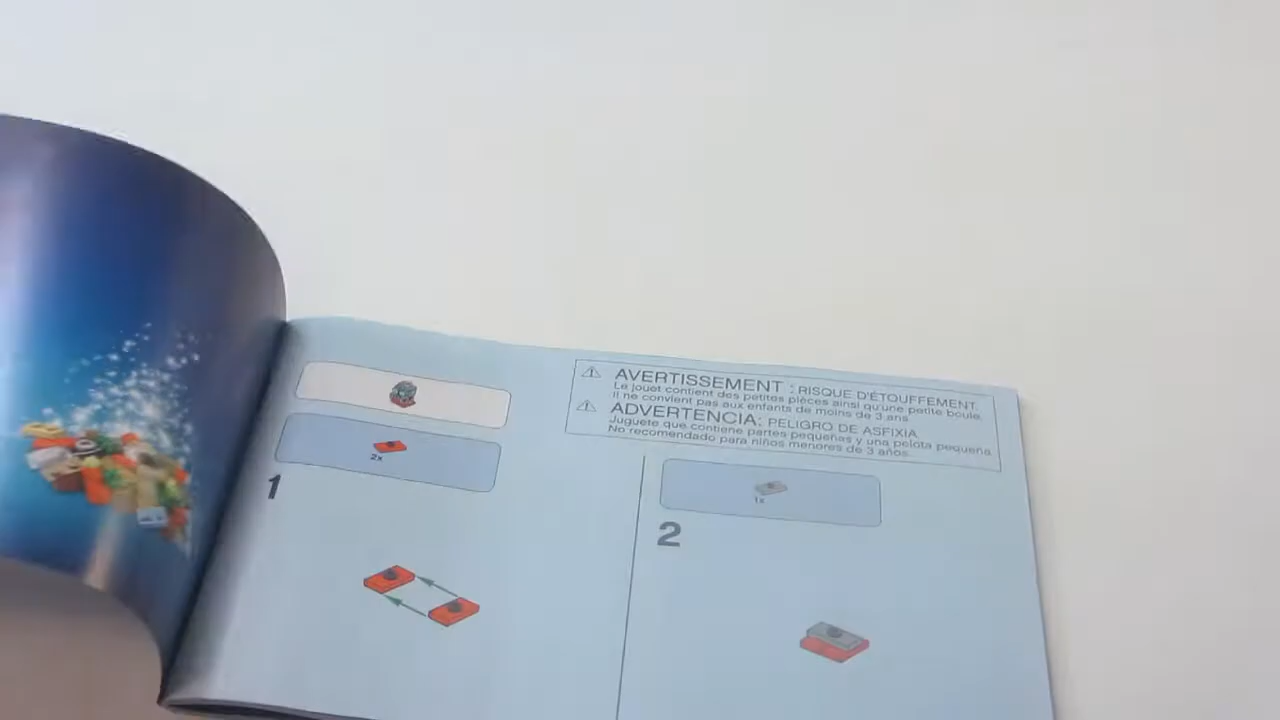 AVERTISSEMENT : RISQUE D'ÉTOUFFEMENT.
Le jouet contient des petites pièces ainsi qu'une petite boule.
Il ne convient pas aux enfants de moins de 3 ans
ADVERTENCIA: PELIGRO DE ASFIXIA.
Juguete que contiene partes pequeñas y una pelota pequeña.
No recomendado para niños menores de 3 años.
2x
1
1x
2